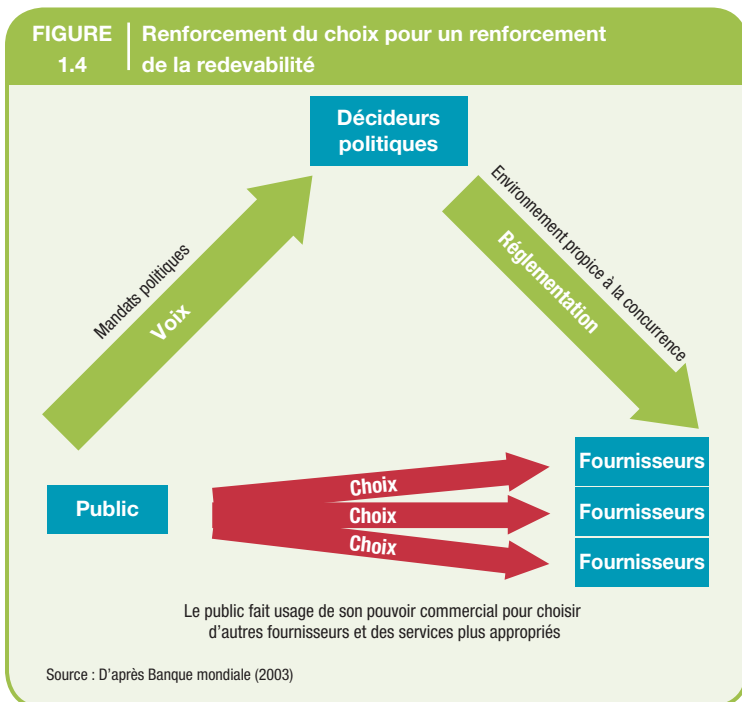 FIGURE 1.4
Renforcement du choix pour un renforcement
de la redevabilité
Décideurs
politiques
Mandats politiques
Voix
Environnement propice à la concurrence
Réglementation
Public
Choix
Choix
Choix
Fournisseurs
Fournisseurs
Fournisseurs
Le public fait usage de son pouvoir commercial pour choisir
d'autres fournisseurs et des services plus appropriés
Source : D'après Banque mondiale (2003)